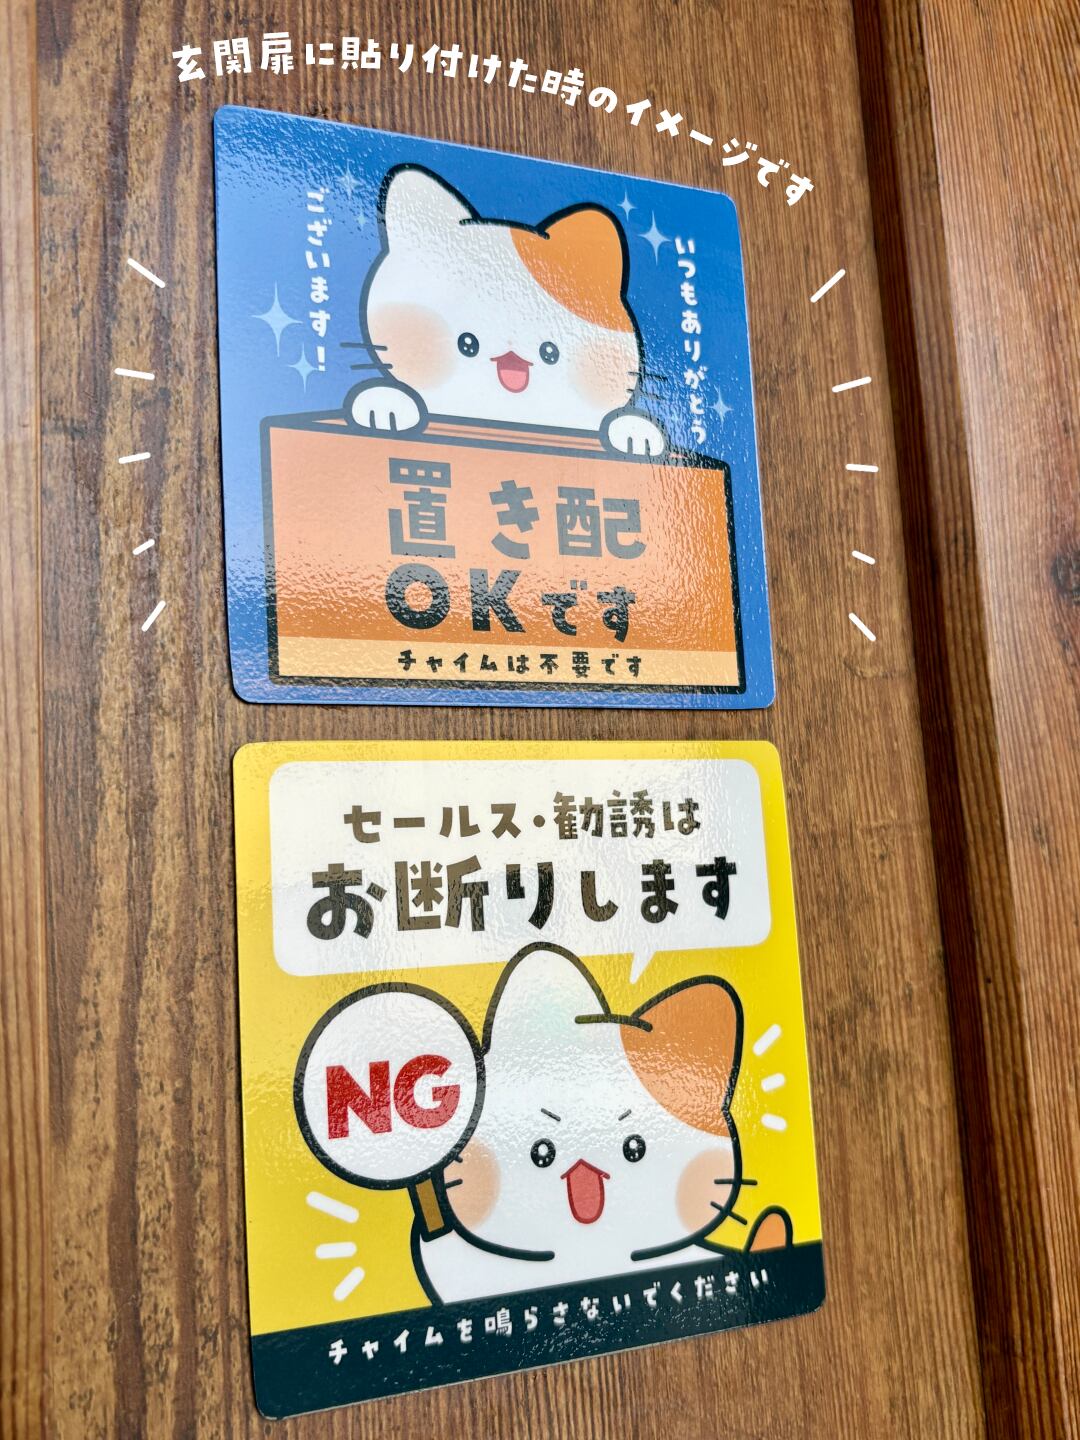 玄関扉に貼り付けた時のイメージです
いつもありがとう
ございます！
置き配
OKです
チャイムは不要です
セールス・勧誘は
お断りします
NG
チャイムを鳴らさないでください